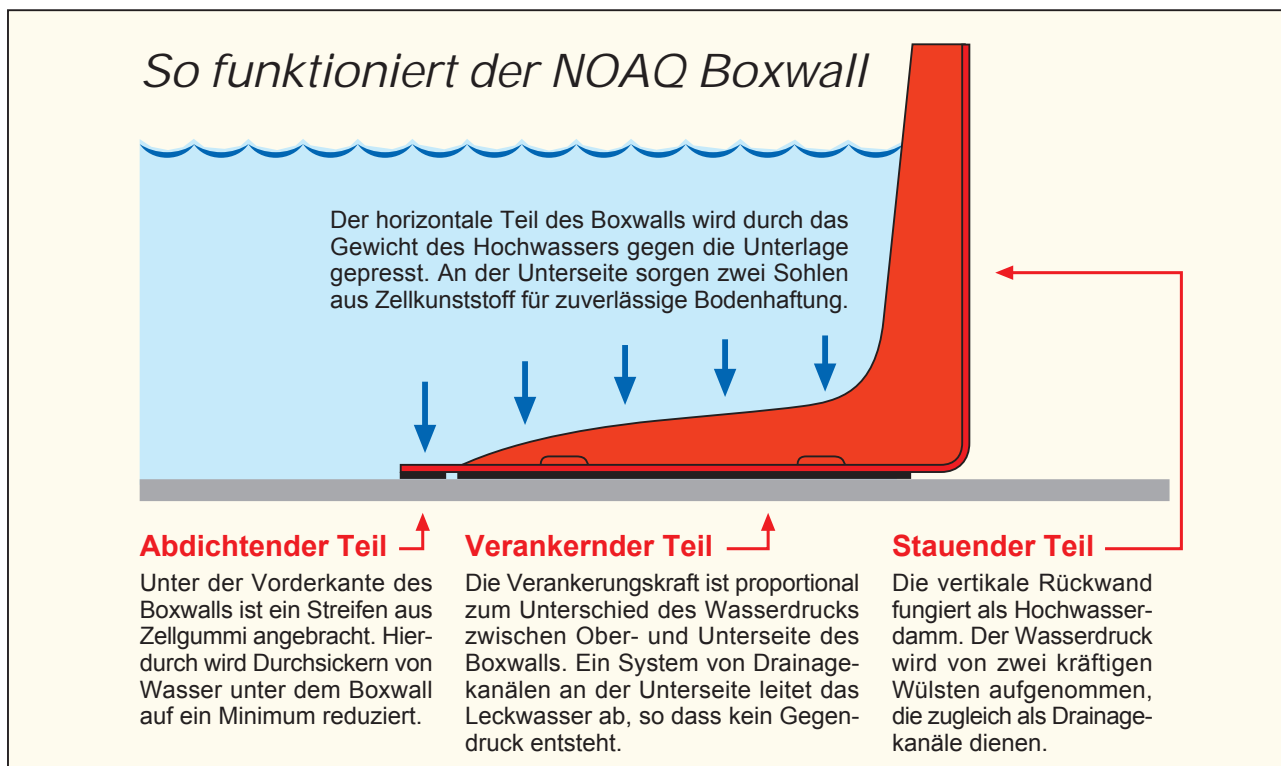 So funktioniert der NOAQ Boxwall
Der horizontale Teil des Boxwalls wird durch das
Gewicht des Hochwassers gegen die Unterlage
gepresst. An der Unterseite sorgen zwei Sohlen
aus Zellkunststoff für zuverlässige Bodenhaftung.
Abdichtender Teil
Unter der Vorderkante des
Boxwalls ist ein Streifen aus
Zellgummi angebracht. Hier-
durch wird Durchsickern von
Wasser unter dem Boxwall
auf ein Minimum reduziert.
Verankernder Teil
Die Verankerungskraft ist proportional
zum Unterschied des Wasserdrucks
zwischen Ober- und Unterseite des
Boxwalls. Ein System von Drainage-
kanälen an der Unterseite leitet das
Leckwasser ab, so dass kein Gegen-
druck entsteht.
Stauender Teil
Die vertikale Rückwand
fungiert als Hochwasser-
damm. Der Wasserdruck
wird von zwei kräftigen
Wülsten aufgenommen,
die zugleich als Drainage-
kanäle dienen.